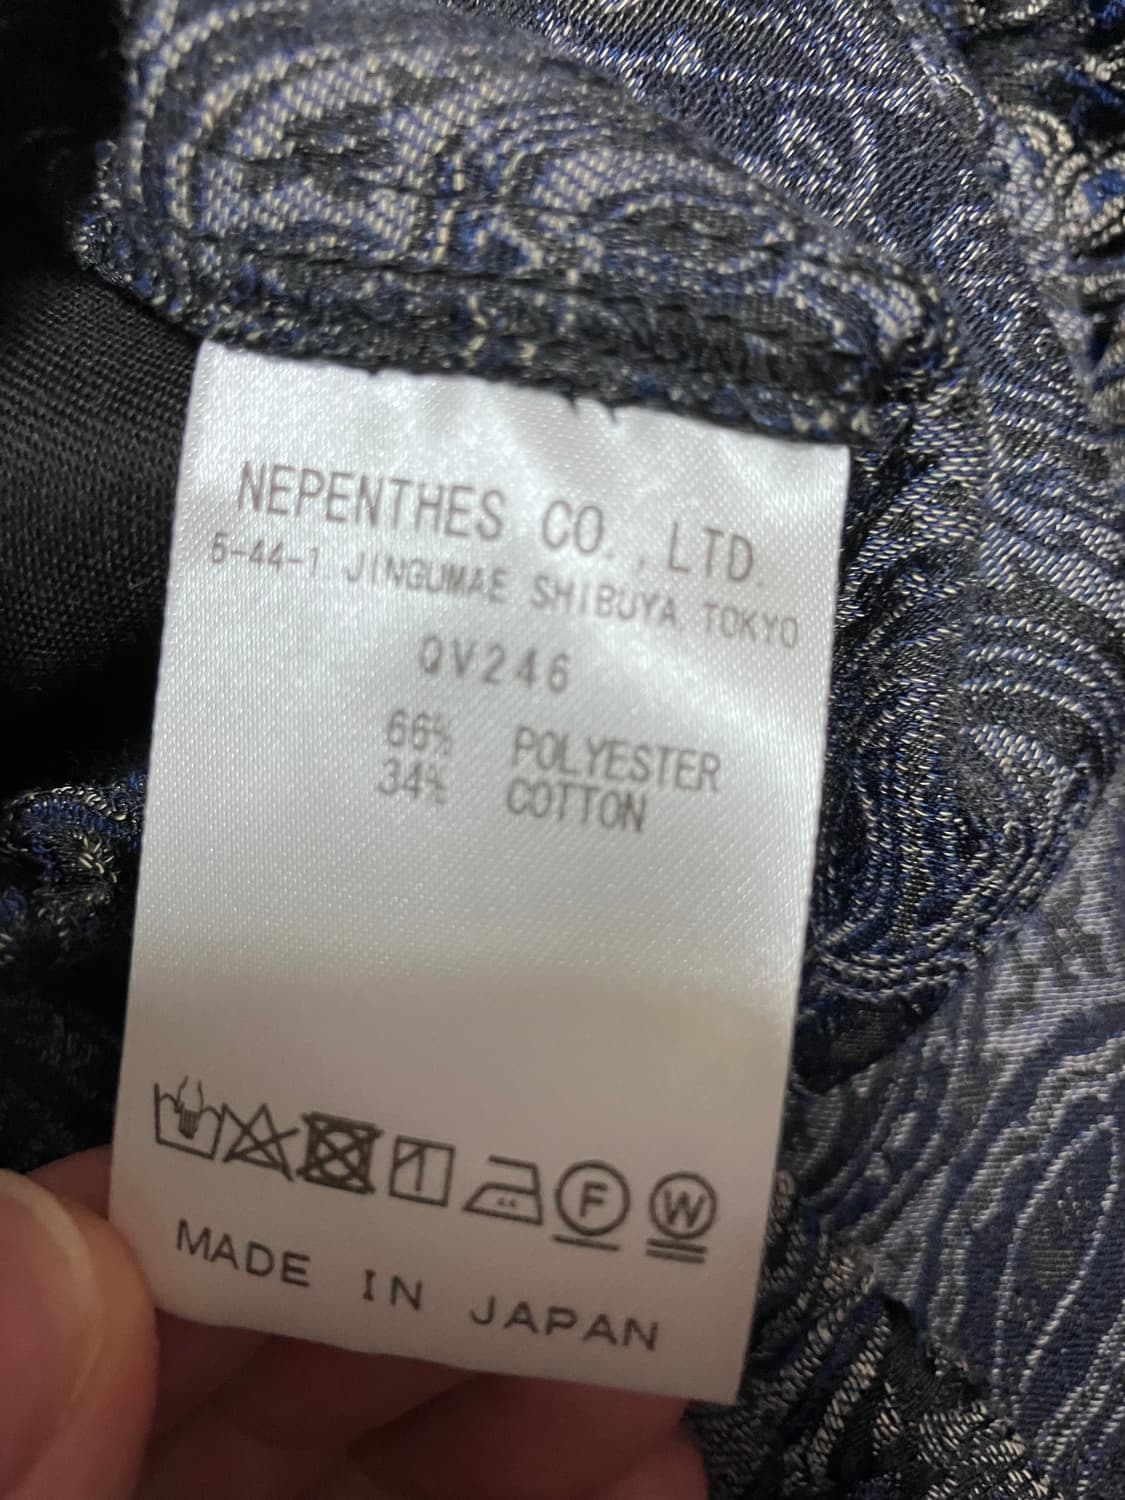 NEPENTHES CO., LTD.
5-44-1 JINGUMAE SHIBUYA TOKYO
QV246
66% POLYESTER
34% COTTON
F W
MADE IN JAPAN